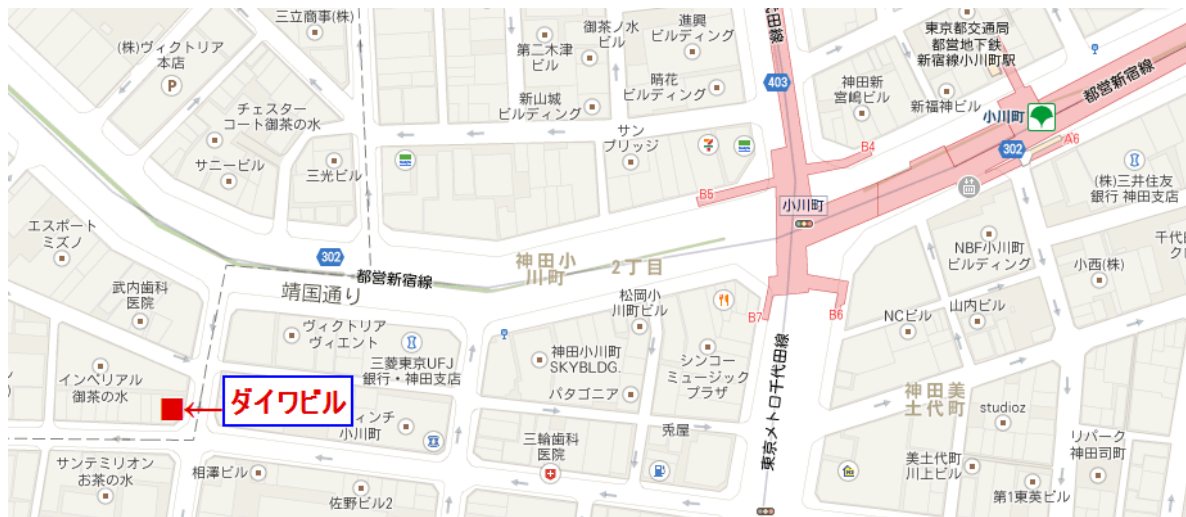 三立商事(株)
(株)ヴィクトリア
本店
チェスター
コート御茶の水
サニービル
三光ビル
御茶ノ水
ビル
第二木津
ビル
進興
ビルディング
晴花
ビルディング
新山城
ビルディング
サン
ブリッジ
403
神田新
宮嶋ビル
東京都交通局
都営地下鉄
新宿線小川町駅
新福神ビル
都営新宿線
小川町
302
A6
B4
B5
小川町
(株)三井住友
銀行 神田支店
NBF小川町
ビルディング
小西(株)
エスポート
ミズノ
302
都営新宿線
神田小
川町
2丁目
靖国通り
武内歯科
医院
ヴィクトリア
ヴィエント
三菱東京UFJ
銀行・神田支店
松岡小
川町ビル
B7
B6
NCビル
山内ビル
神田小川町
SKYBLDG.
シンコー
ミュージック
プラザ
東京メトロ千代田線
インペリアル
御茶の水
ダイワビル
パタゴニア
神田美
土代町
studioz
小川町
三輪歯科
医院
兎屋
リパーク
神田司町
サンテミリオン
お茶の水
相澤ビル
佐野ビル2
美土代町
川上ビル
第1東英ビル